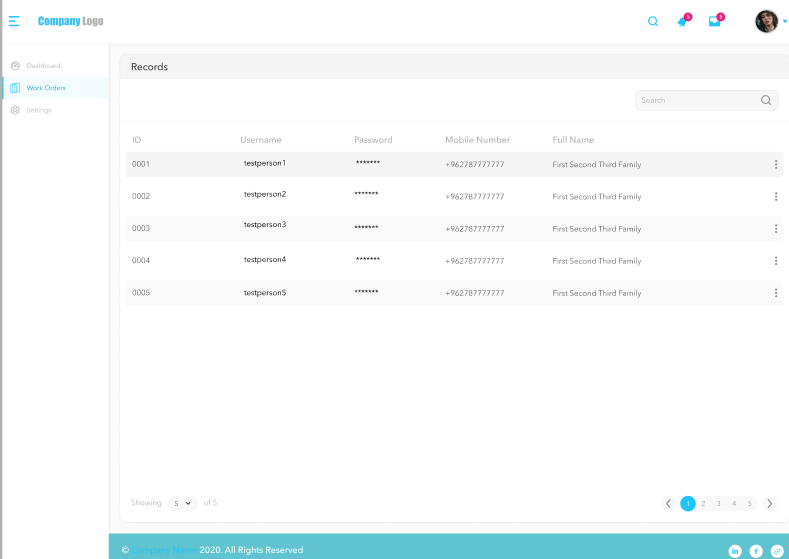 Company Logo
5
5
Dashboard
Work Orders
Settings
Records
Search
ID Username Password Mobile Number Full Name
0001 testperson1 ******* +962787777777 First Second Third Family
0002 testperson2 ******* +962787777777 First Second Third Family
0003 testperson3 ******* +962787777777 First Second Third Family
0004 testperson4 ******* +962787777777 First Second Third Family
0005 testperson5 ******* +962787777777 First Second Third Family
Showing 5 of 5
1 2 3 4 5
© Company Name 2020. All Rights Reserved